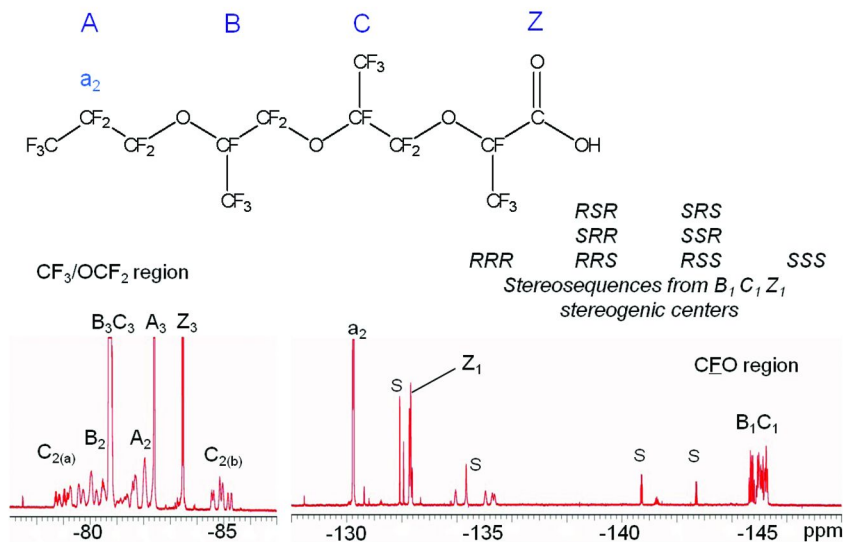 A B C Z
a2
CF3 O
CF2 O CF2 CF O C
F3C CF2 CF O CF2 CF OH
CF3 CF3
RSR SRS
SRR SSR
RRR RRS RSS SSS
Stereosequences from B1 C1 Z1
stereogenic centers
CF3/OCF2 region
B3C3 A3 Z3
C2(a) B2 A2 C2(b)
-80 -85
a2
S
Z1
S
S S
CFO region
B1C1
-130 -135 -140 -145 ppm